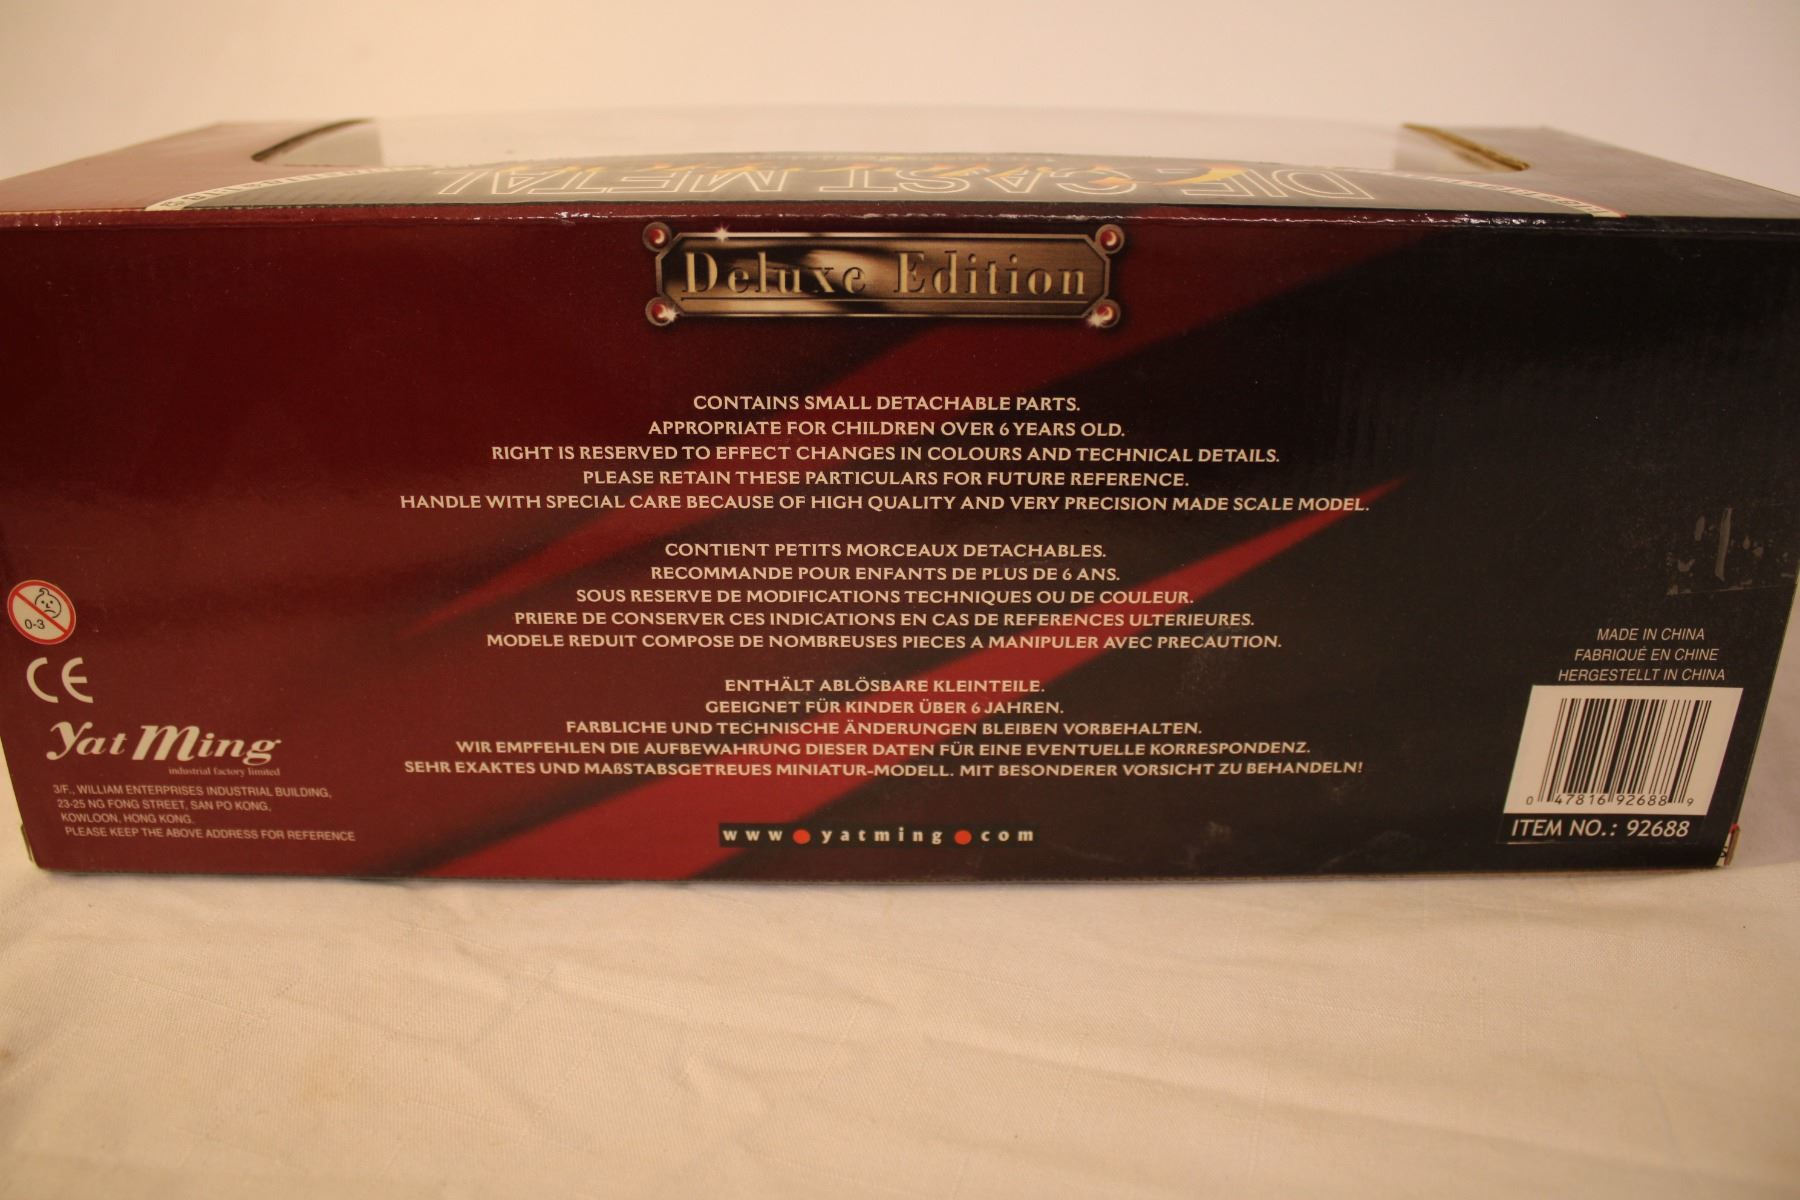 DIE CAST METAL
Deluxe Edition
CONTAINS SMALL DETACHABLE PARTS.
APPROPRIATE FOR CHILDREN OVER 6 YEARS OLD.
RIGHT IS RESERVED TO EFFECT CHANGES IN COLOURS AND TECHNICAL DETAILS.
PLEASE RETAIN THESE PARTICULARS FOR FUTURE REFERENCE.
HANDLE WITH SPECIAL CARE BECAUSE OF HIGH QUALITY AND VERY PRECISION MADE SCALE MODEL.
CONTIENT PETITS MORCEAUX DETACHABLES.
RECOMMANDE POUR ENFANTS DE PLUS DE 6 ANS.
SOUS RESERVE DE MODIFICATIONS TECHNIQUES OU DE COULEUR.
PRIERE DE CONSERVER CES INDICATIONS EN CAS DE REFERENCES ULTERIEURES.
MODELE REDUIT COMPOSE DE NOMBREUSES PIECES A MANIPULER AVEC PRECAUTION.
ENTHÄLT ABLÖSBARE KLEINTEILE.
GEEIGNET FÜR KINDER ÜBER 6 JAHREN.
FARBLICHE UND TECHNISCHE ÄNDERUNGEN BLEIBEN VORBEHALTEN.
WIR EMPFEHLEN DIE AUFBEWAHRUNG DIESER DATEN FÜR EINE EVENTUELLE KORRESPONDENZ.
SEHR EXAKTES UND MAßSTABSGETREUES MINIATUR-MODELL. MIT BESONDERER VORSICHT ZU BEHANDELN!
www•yatming•com
0-3
CE
Yat Ming
industrial factory limited
3/F., WILLIAM ENTERPRISES INDUSTRIAL BUILDING,
23-25 NG FONG STREET, SAN PO KONG,
KOWLOON, HONG KONG.
PLEASE KEEP THE ABOVE ADDRESS FOR REFERENCE
MADE IN CHINA
FABRIQUÉ EN CHINE
HERGESTELLT IN CHINA
0 47816 92688 9
ITEM NO.: 92688